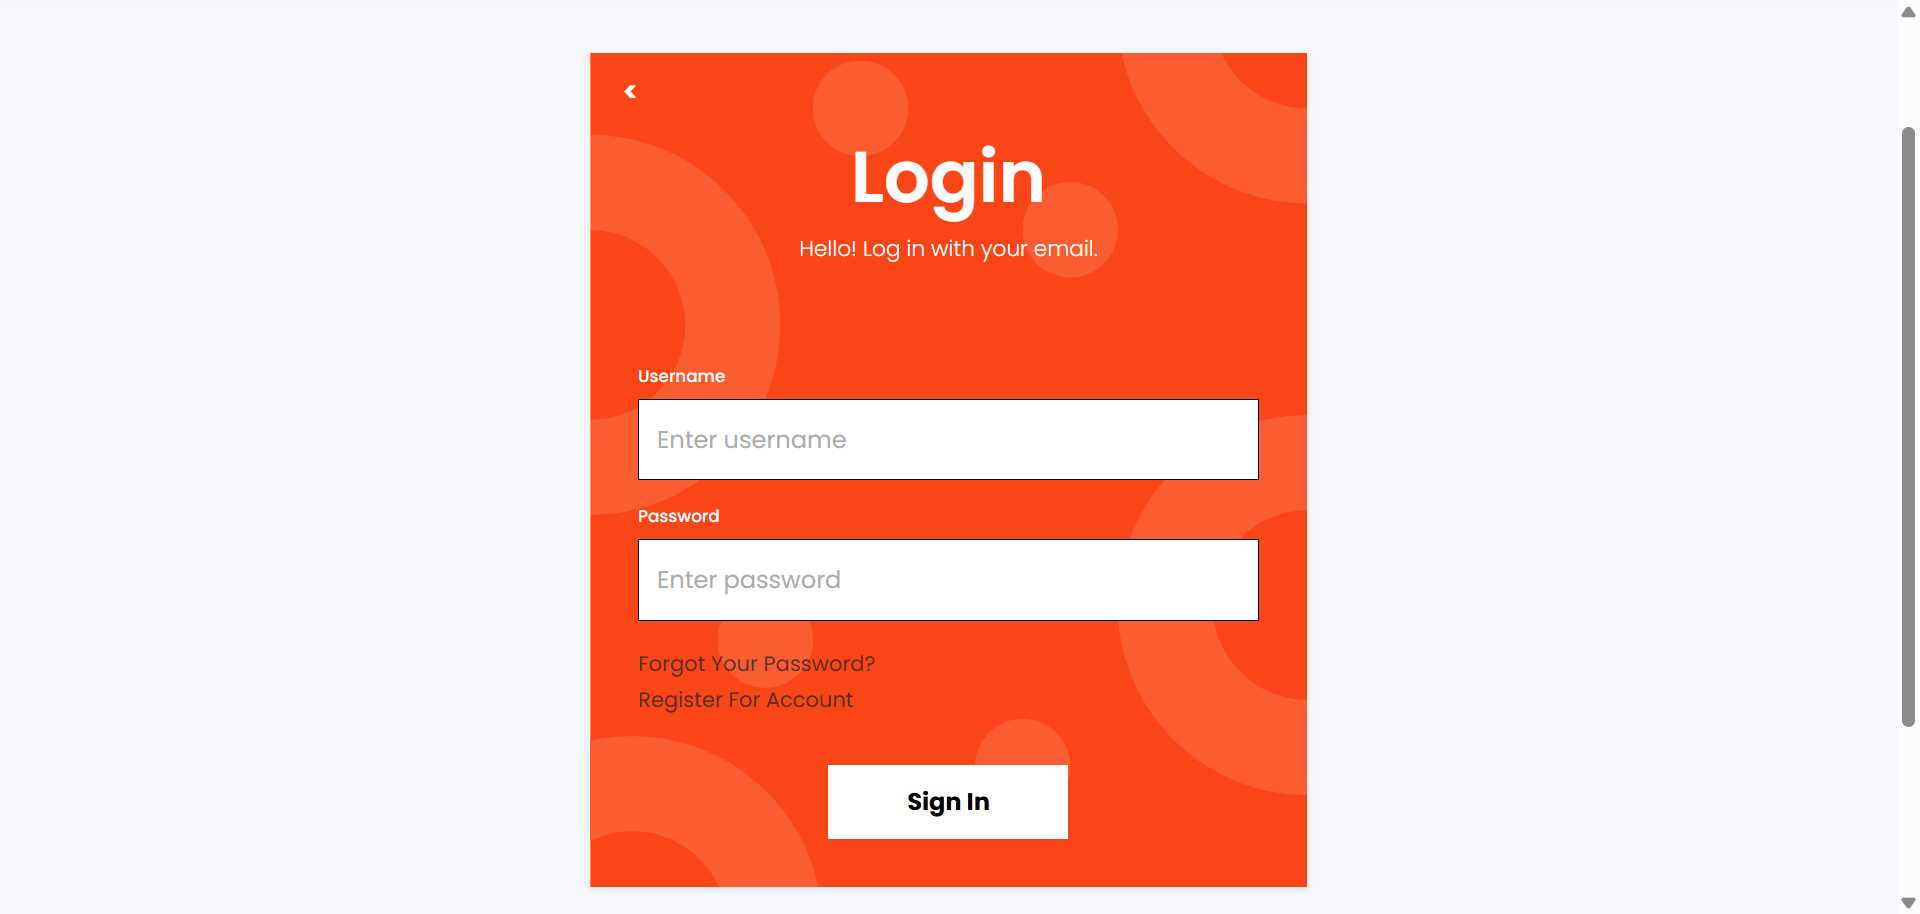 <
Login
Hello! Log in with your email.
Username
Enter username
Password
Enter password
Forgot Your Password?
Register For Account
Sign In